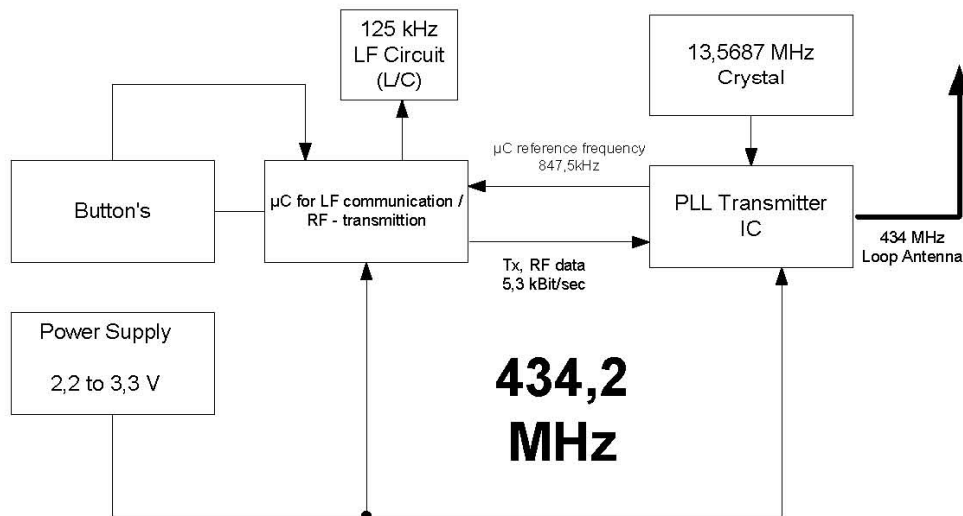 125 kHz
LF Circuit
(L/C)
13,5687 MHz
Crystal
µC reference frequency
847,5kHz
Button's
µC for LF communication /
RF - transmittion
PLL Transmitter
IC
434 MHz
Loop Antenna
Tx, RF data
5,3 kBit/sec
Power Supply
2,2 to 3,3 V
434,2
MHz